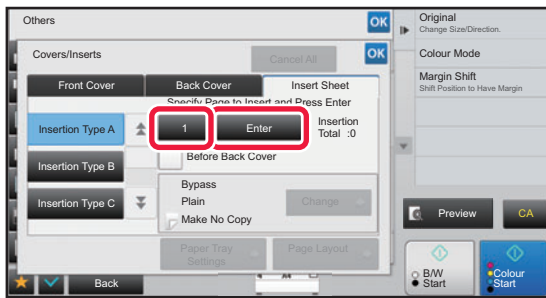 Others
OK
Covers/Inserts
Cancel All
OK
Front Cover
Back Cover
Insert Sheet
Specify Page to Insert and Press Enter
Insertion Type A
1
Enter
Insertion
Total :0
Before Back Cover
Insertion Type B
Bypass
Plain
Insertion Type C
Change
Make No Copy
Paper Tray
Settings
Page Layout
Back
A4
Original
Change Size/Direction.
Colour Mode
Margin Shift
Shift Position to Have Margin
Preview
CA
B/W
Start
Colour
Start